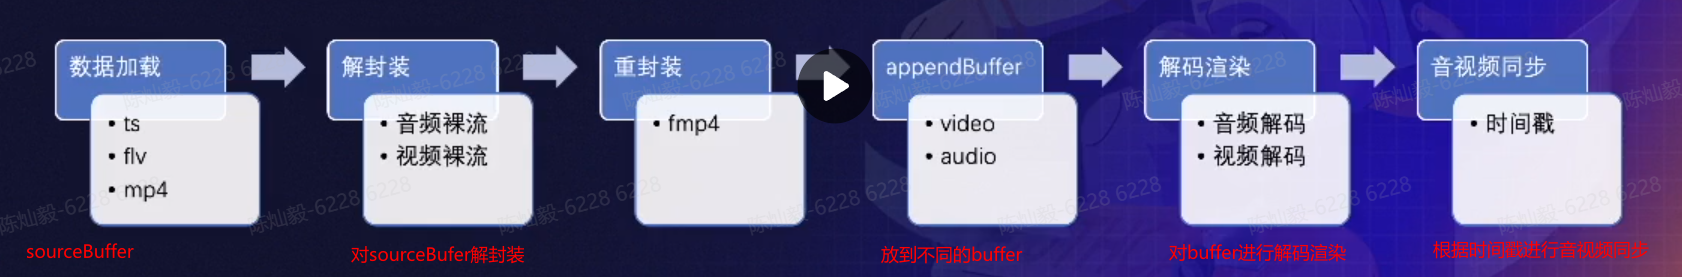 数据加载
ts
flv
mp4
解封装
音频裸流
视频裸流
重封装
fmp4
appendBuffer
video
audio
解码渲染
音频解码
视频解码
音视频同步
时间戳
sourceBuffer
对sourceBufer解封装
放到不同的buffer
对buffer进行解码渲染
根据时间戳进行音视频同步
陈灿毅-6228 6228